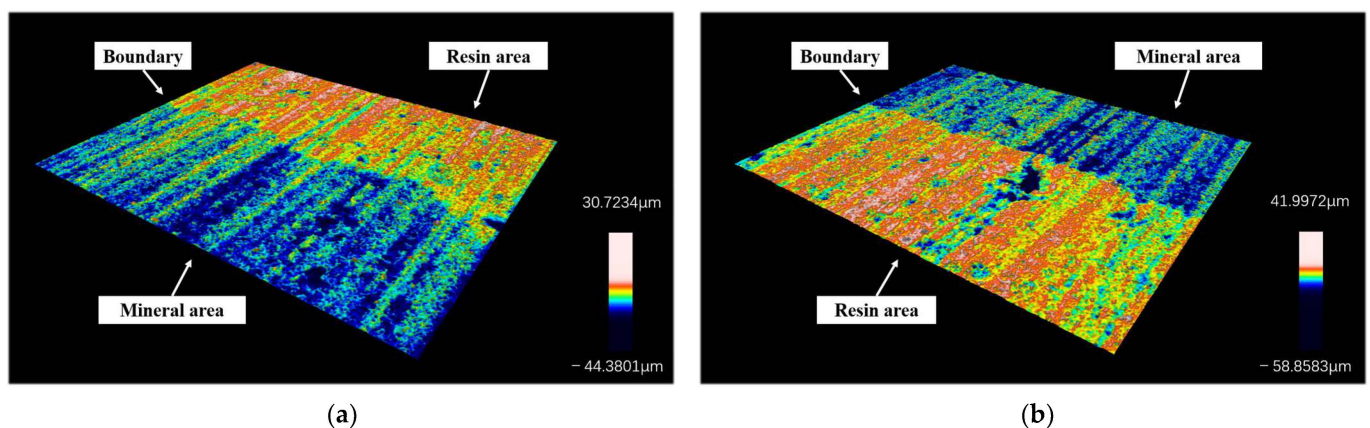 Boundary
Resin area
Mineral area
30.7234μm
− 44.3801μm
(a)
Boundary
Mineral area
Resin area
41.9972μm
− 58.8583μm
(b)